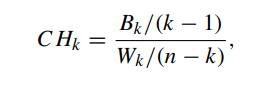 CH_k = \frac{B_k/(k − 1)}{W_k/(n − k)},